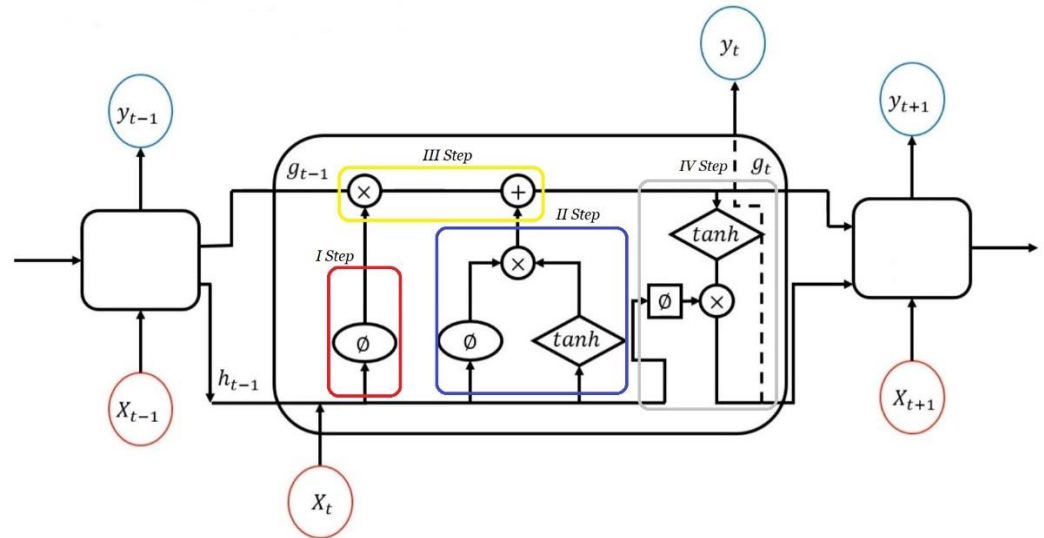 y_t
y_{t-1}
y_{t+1}
III Step
g_{t-1}
×
+
IV Step
g_t
II Step
tanh
I Step
×
∅
×
∅
∅
tanh
h_{t-1}
X_{t-1}
X_{t+1}
X_t